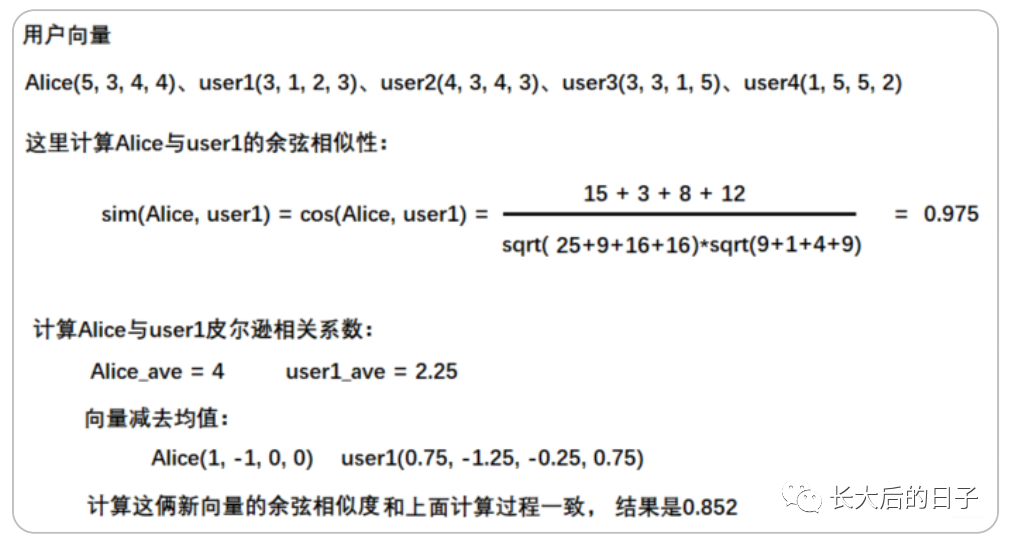 用户向量
Alice(5, 3, 4, 4)、user1(3, 1, 2, 3)、user2(4, 3, 4, 3)、user3(3, 3, 1, 5)、user4(1, 5, 5, 2)
这里计算Alice与user1的余弦相似性：
15 + 3 + 8 + 12
sim(Alice, user1) = cos(Alice, user1) = = 0.975
sqrt( 25+9+16+16)*sqrt(9+1+4+9)
计算Alice与user1皮尔逊相关系数：
Alice_ave = 4 user1_ave = 2.25
向量减去均值：
Alice(1, -1, 0, 0) user1(0.75, -1.25, -0.25, 0.75)
计算这俩新向量的余弦相似度和上面计算过程一致， 结果是0.852
长大后的日子